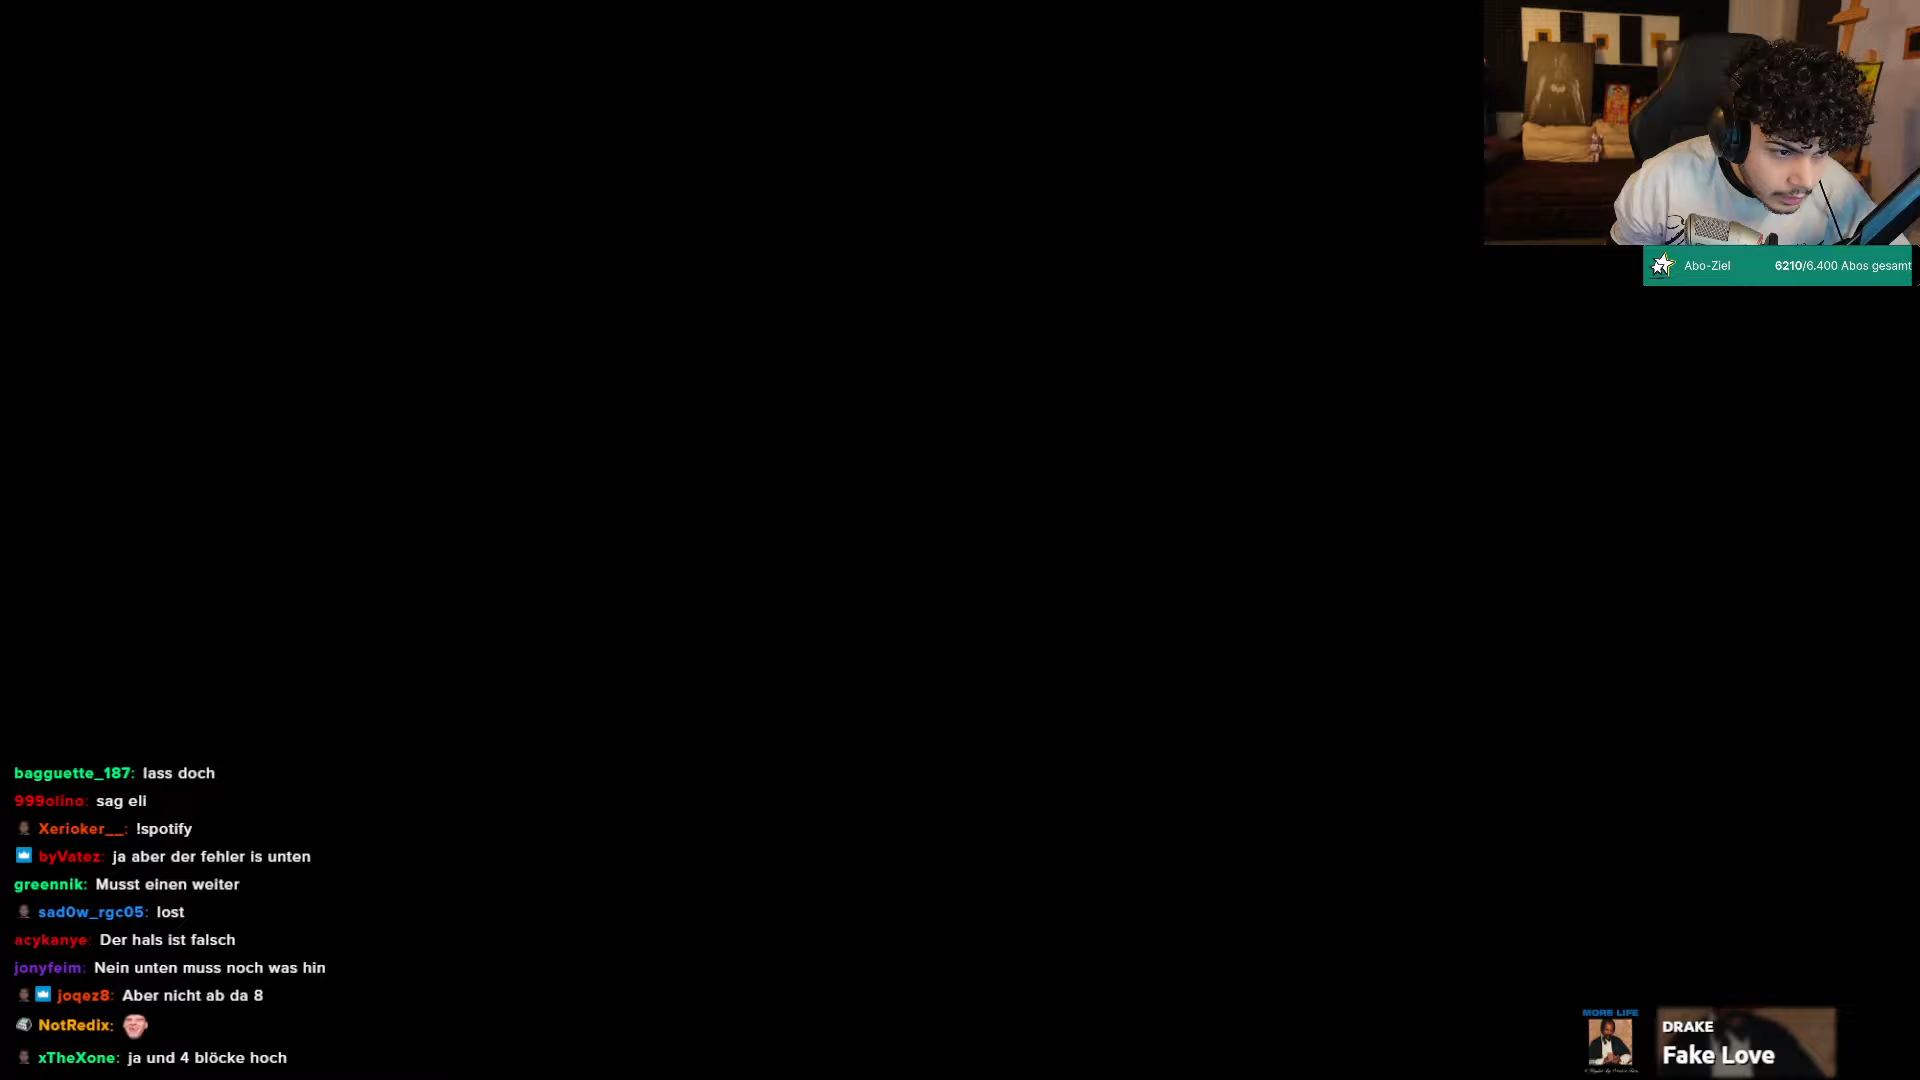 Abo-Ziel 6210/6.400 Abos gesamt
bagguette_187: lass doch
999olino: sag eli
Xerioker__: !spotify
byVatez: ja aber der fehler is unten
greennik: Musst einen weiter
sad0w_rgc05: lost
acykanye: Der hals ist falsch
jonyfeim: Nein unten muss noch was hin
joqez8: Aber nicht ab da 8
NotRedix:
xTheXone: ja und 4 blöcke hoch
MORE LIFE
DRAKE
Fake Love